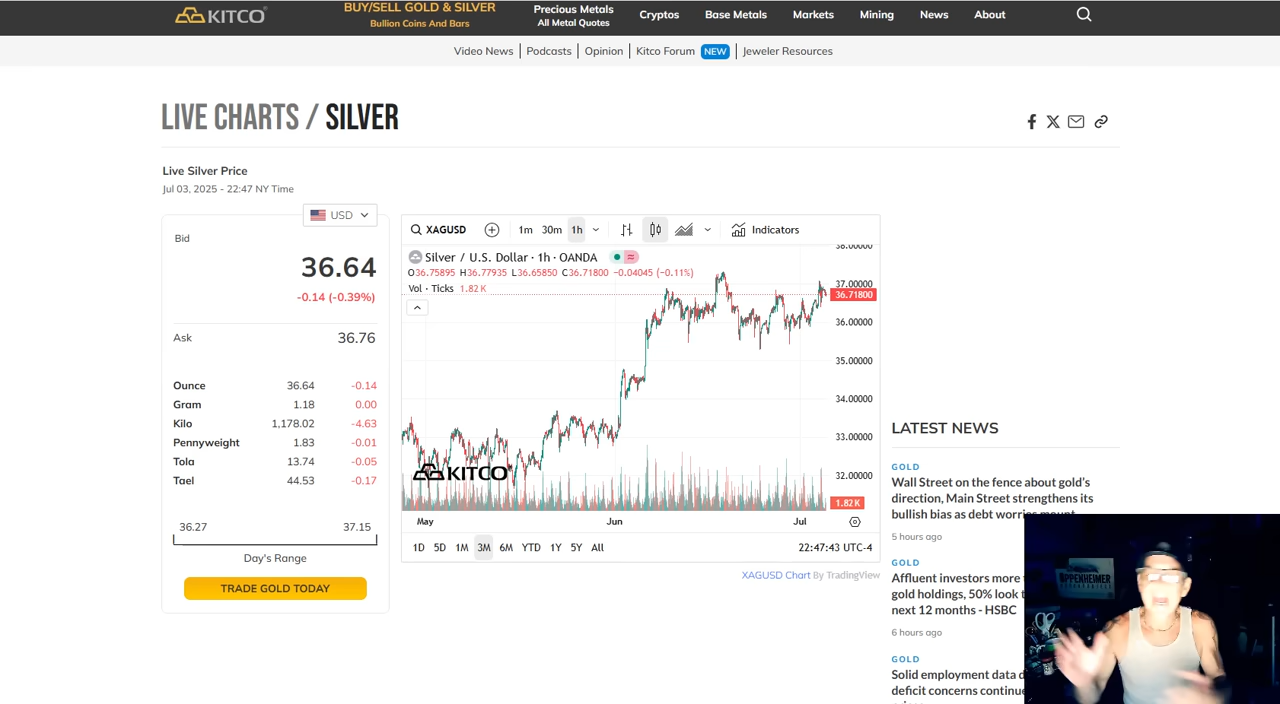 KITCO
BUY/SELL GOLD & SILVER
Bullion Coins And Bars
Precious Metals
All Metal Quotes
Cryptos
Base Metals
Markets
Mining
News
About
Video News
Podcasts
Opinion
Kitco Forum NEW
Jeweler Resources
LIVE CHARTS / SILVER
Live Silver Price
Jul 03, 2025 - 22:47 NY Time
USD
Bid
36.64
-0.14 (-0.39%)
Ask 36.76
Ounce 36.64 -0.14
Gram 1.18 0.00
Kilo 1,178.02 -4.63
Pennyweight 1.83 -0.01
Tola 13.74 -0.05
Tael 44.53 -0.17
36.27 37.15
Day's Range
TRADE GOLD TODAY
XAGUSD 1m 30m 1h Indicators
Silver / U.S. Dollar · 1h · OANDA
O36.75895 H36.77935 L36.65850 C36.71800 −0.04045 (−0.11%)
Vol · Ticks 1.82 K
38.00000
37.00000
36.71800
36.00000
35.00000
34.00000
33.00000
32.00000
1.82 K
KITCO
May Jun Jul
1D 5D 1M 3M 6M YTD 1Y 5Y All 22:47:43 UTC-4
XAGUSD Chart By TradingView
LATEST NEWS
GOLD
Wall Street on the fence about gold's
direction, Main Street strengthens its
bullish bias as debt worries mount
5 hours ago
GOLD
Affluent investors more
gold holdings, 50% look
next 12 months - HSBC
6 hours ago
GOLD
Solid employment data
deficit concerns continue
OPPENHEIMER